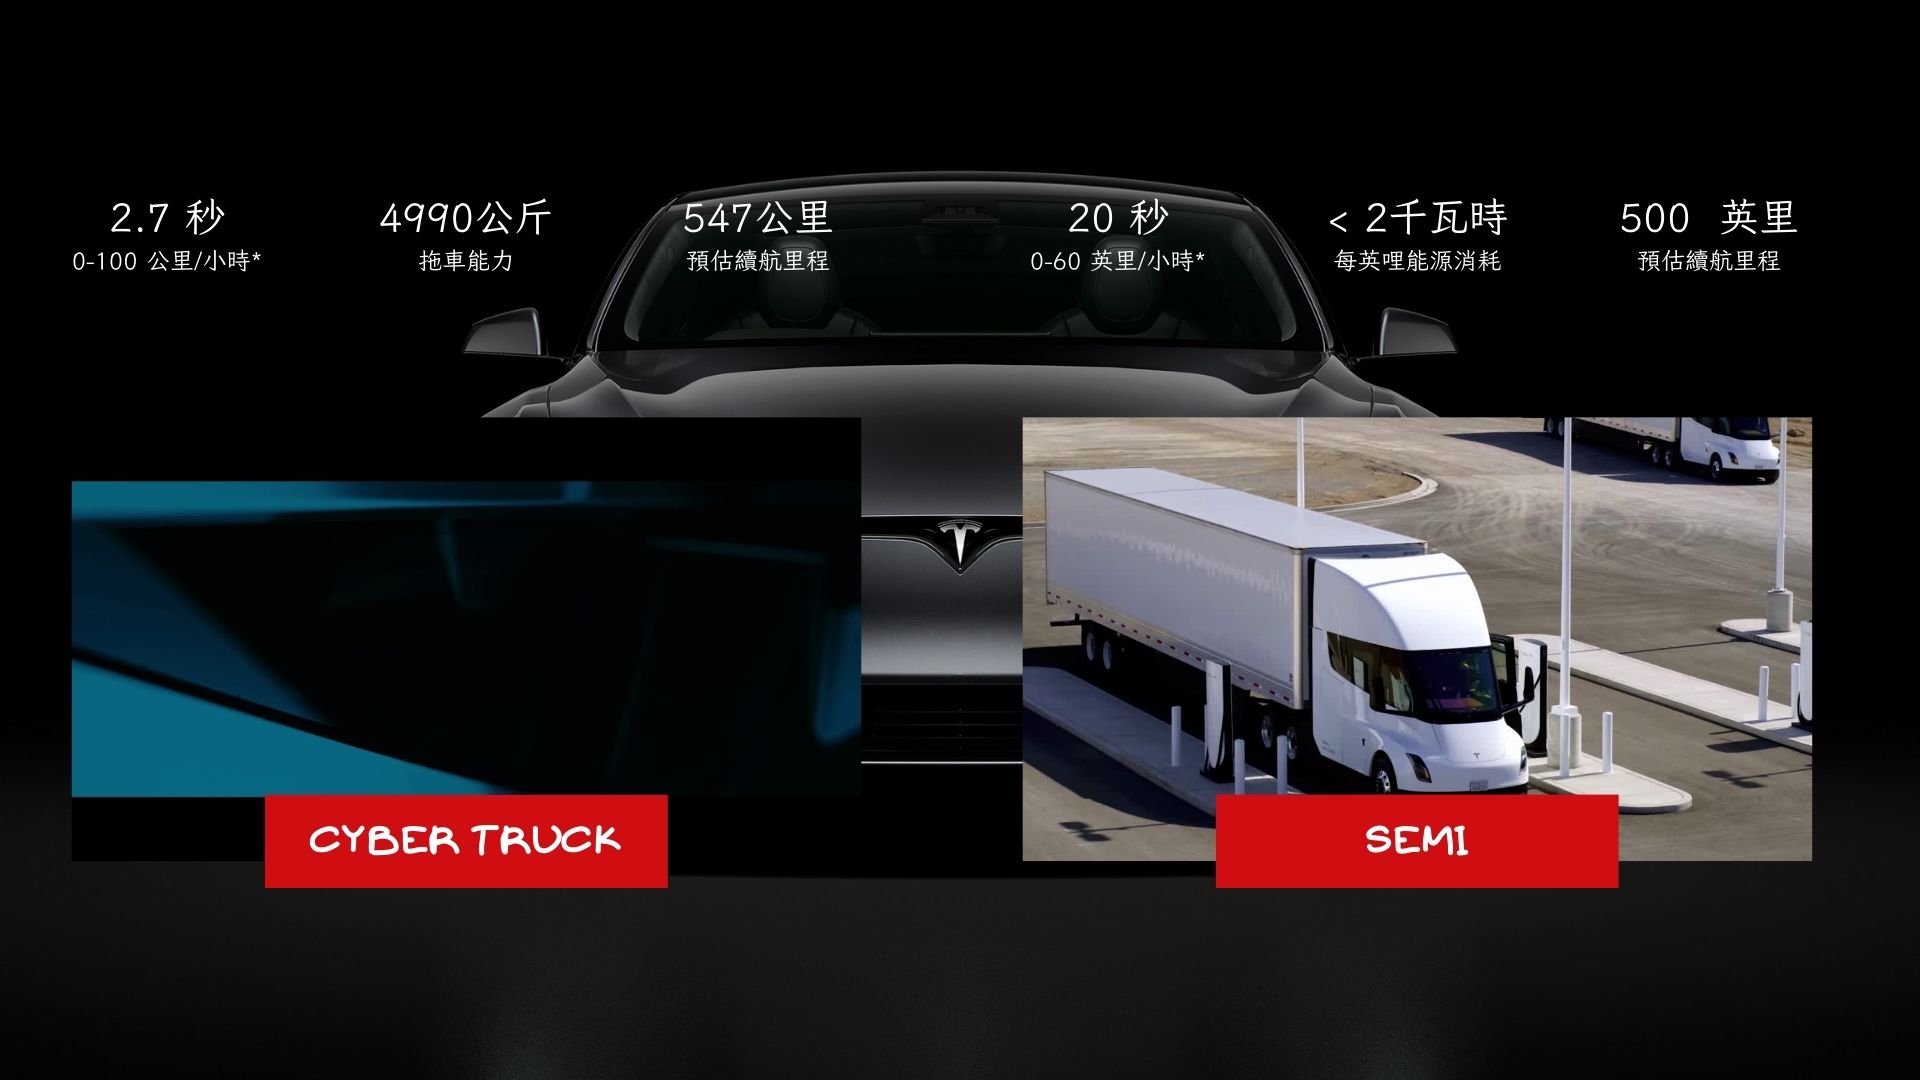 2.7 秒
0-100 公里/小時*
4990公斤
拖車能力
547公里
預估續航里程
20 秒
0-60 英里/小時*
< 2千瓦時
每英哩能源消耗
500 英里
預估續航里程
CYBER TRUCK
SEMI